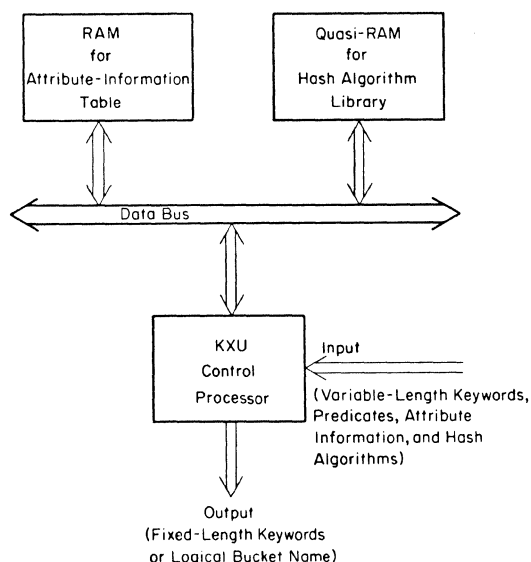 RAM
for
Attribute-Information
Table
Quasi-RAM
for
Hash Algorithm
Library
Data Bus
KXU
Control
Processor
Input
(Variable-Length Keywords,
Predicates, Attribute
Information, and Hash
Algorithms)
Output
(Fixed-Length Keywords
or Logical Bucket Name)